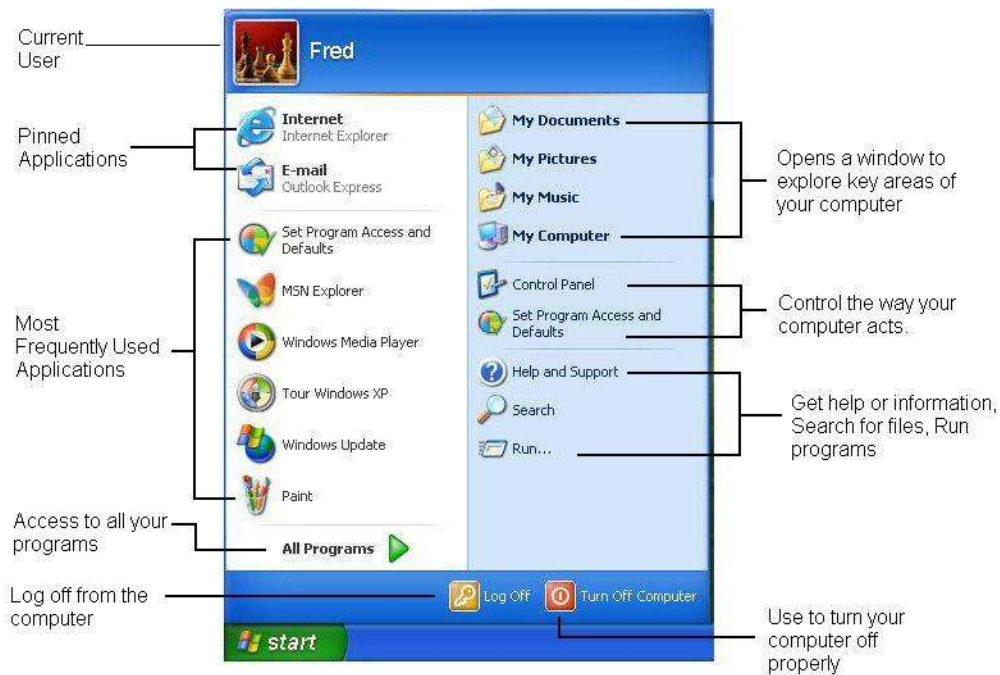 Current
User
Fred
Pinned
Applications
Internet
Internet Explorer
E-mail
Outlook Express
Most
Frequently Used
Applications
Set Program Access and
Defaults
MSN Explorer
Windows Media Player
Tour Windows XP
Windows Update
Paint
Access to all your
programs
All Programs
My Documents
My Pictures
My Music
My Computer
Opens a window to
explore key areas of
your computer
Control Panel
Set Program Access and
Defaults
Control the way your
computer acts.
Help and Support
Search
Run...
Get help or information,
Search for files, Run
programs
Log off from the
computer
Log Off
Turn Off Computer
Use to turn your
computer off
properly
start